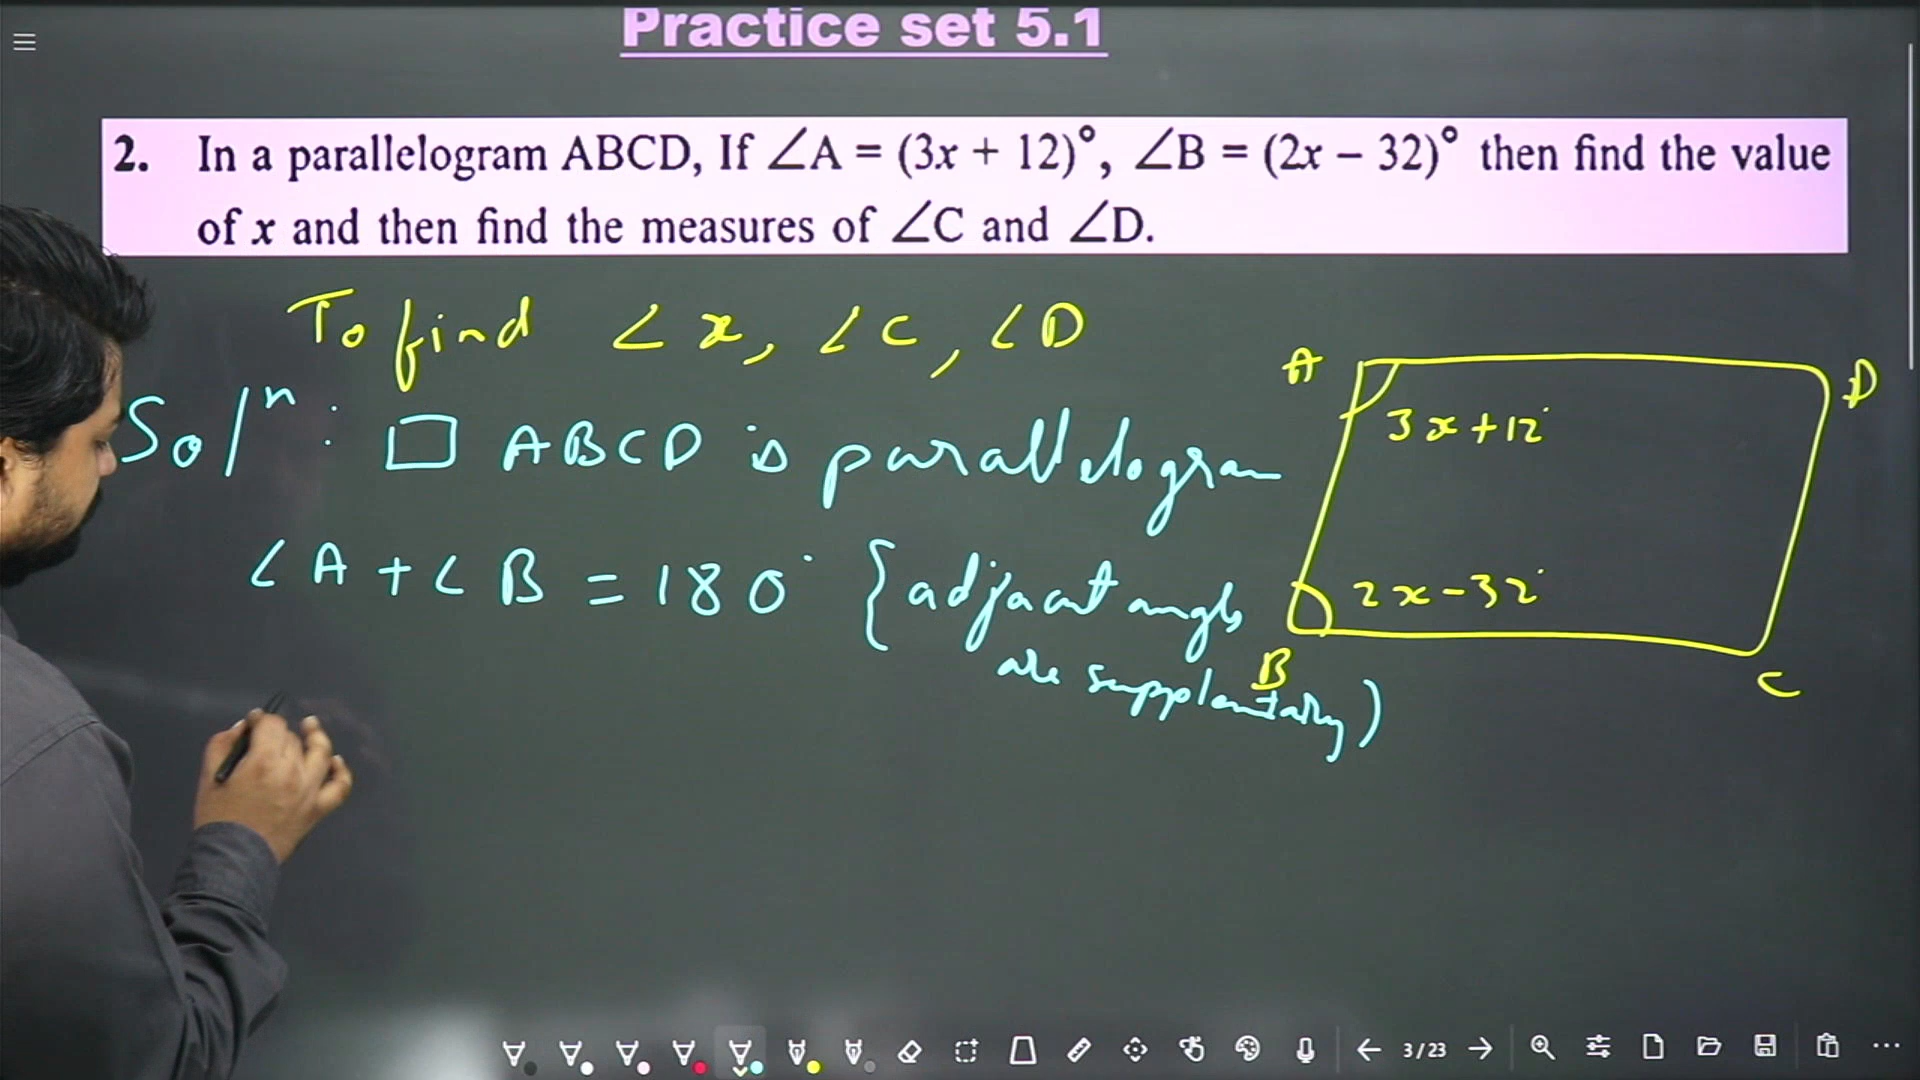 Practice set 5.1
2. In a parallelogram ABCD, If ∠A = (3x + 12)°, ∠B = (2x – 32)° then find the value
of x and then find the measures of ∠C and ∠D.
To find ∠x, ∠C, ∠D
Solⁿ : □ ABCD is parallelogram
∠A + ∠B = 180° {adjacent angles
are supplementary)
A
D
3x+12°
2x-32°
B
C
3/23